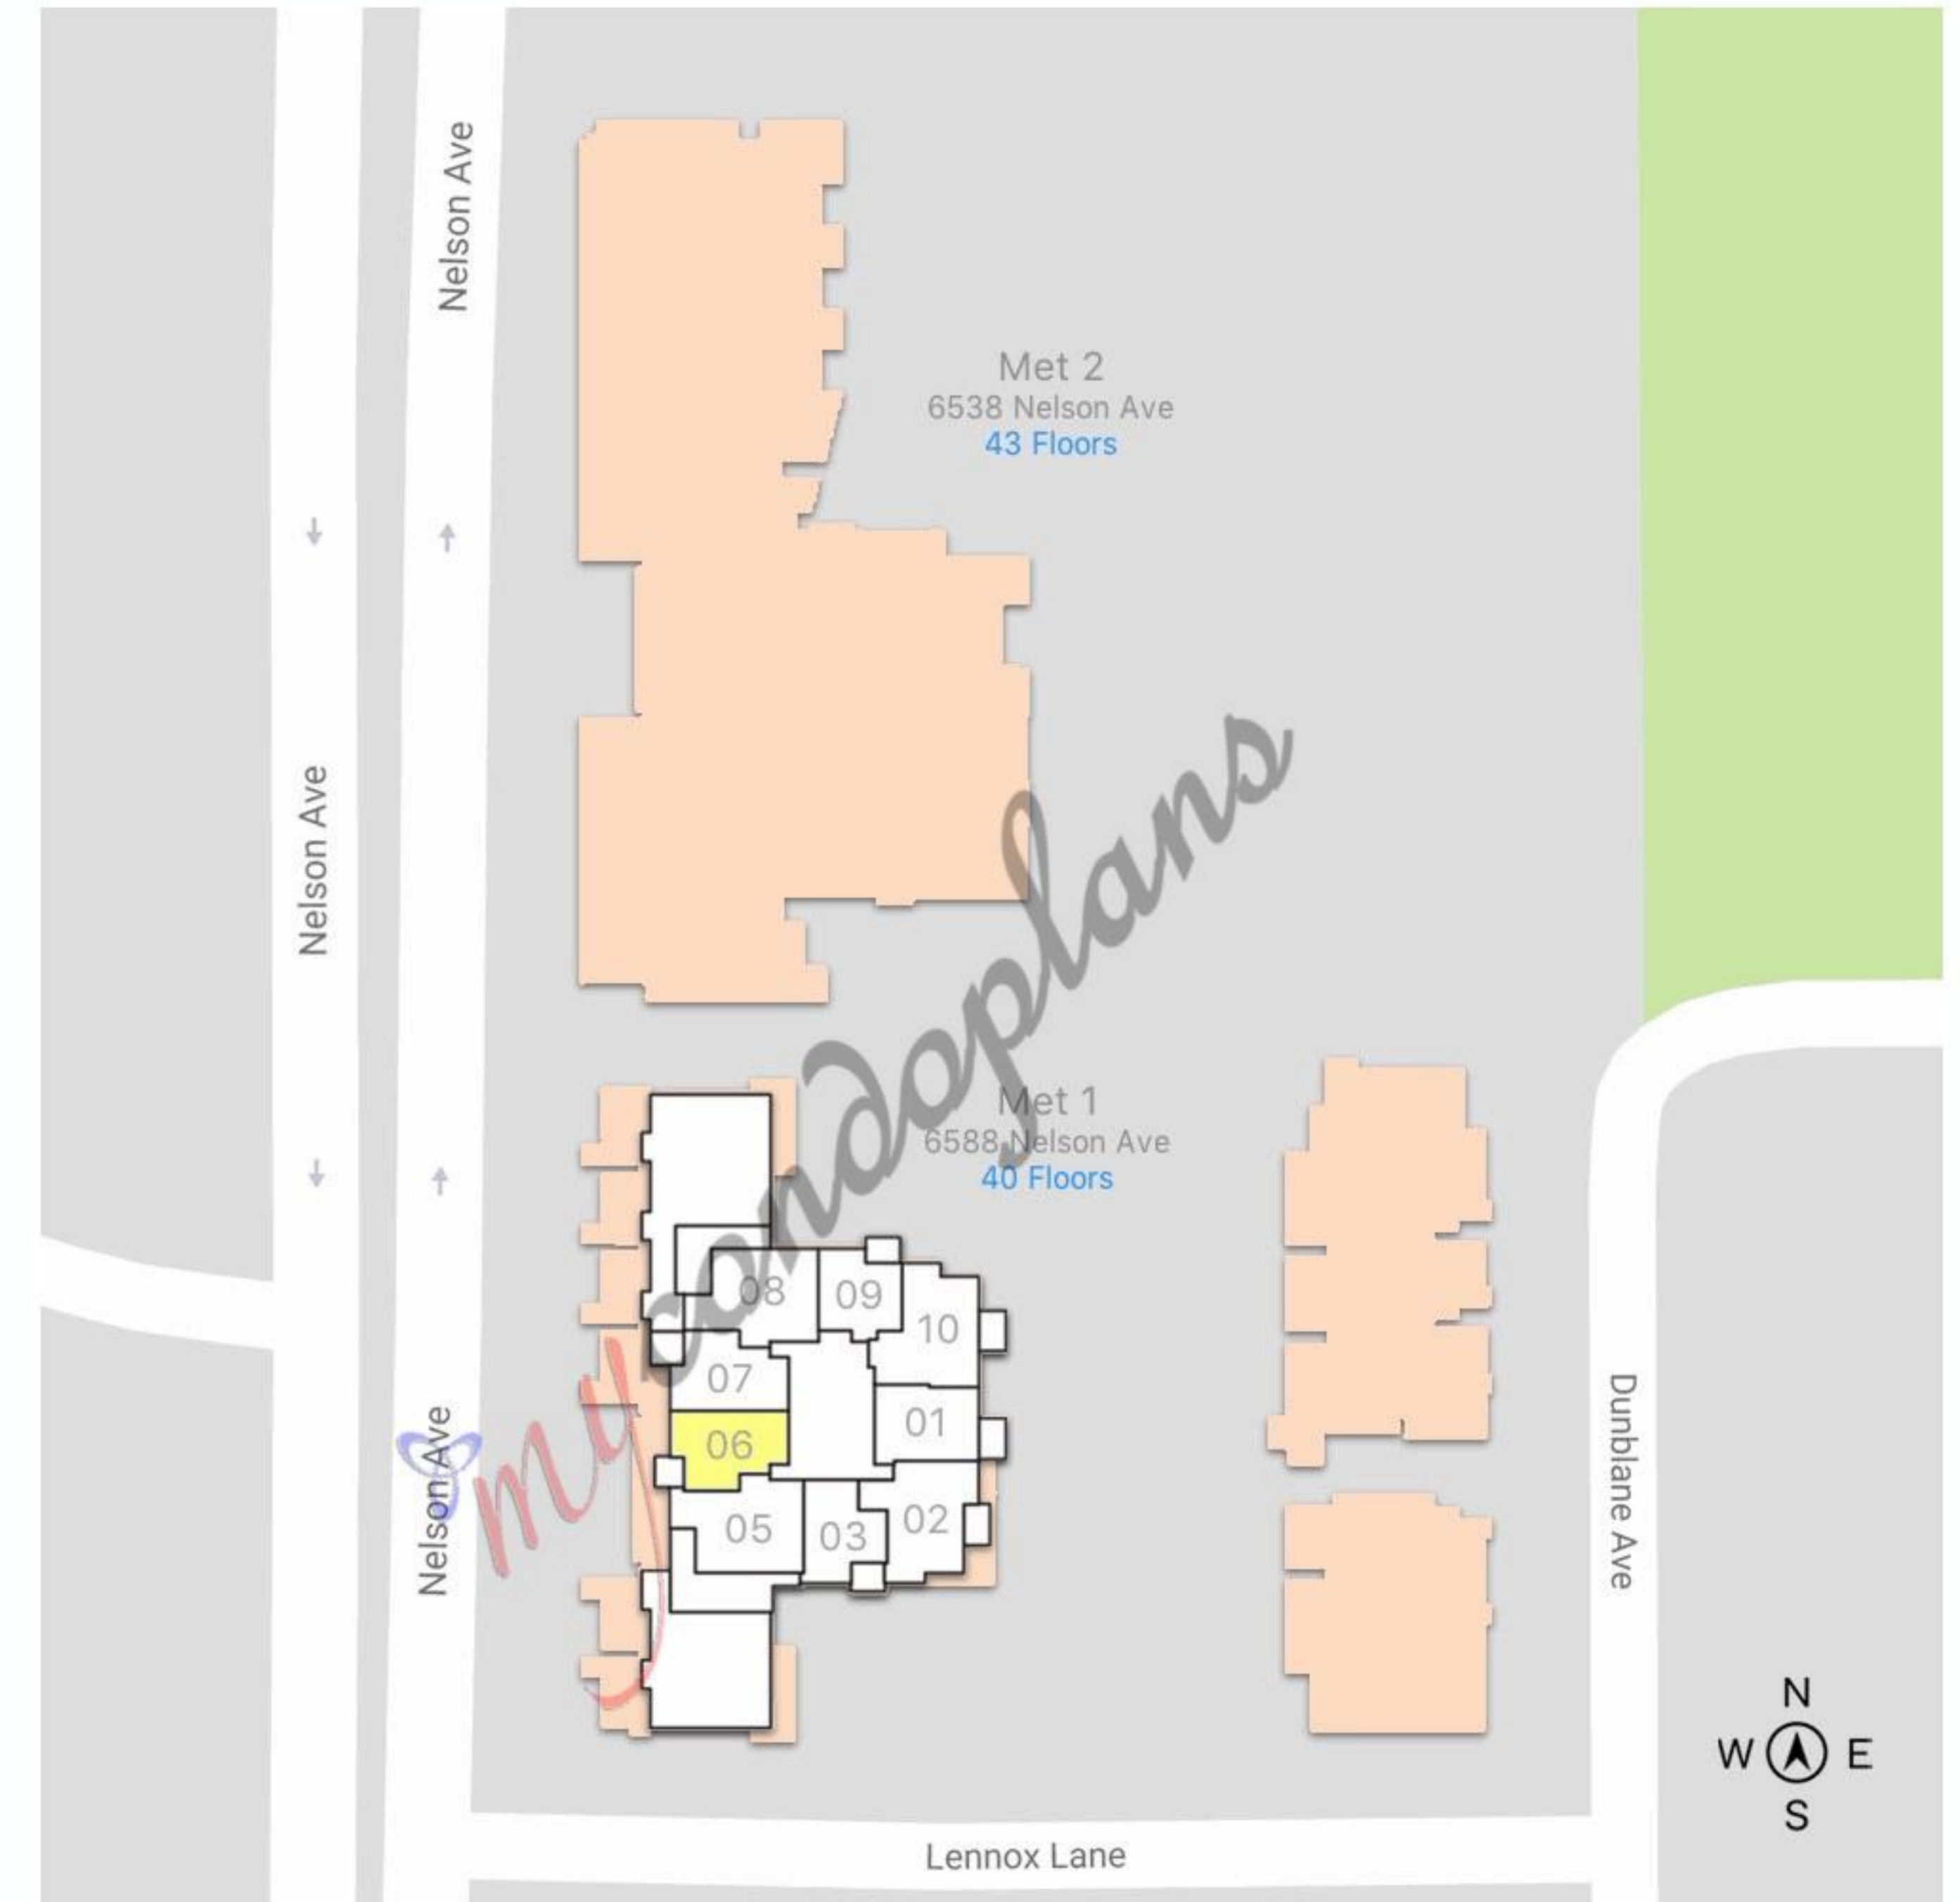 Nelson Ave
Met 2
6538 Nelson Ave
43 Floors
Nelson Ave
mycondoplans
Met 1
6588 Nelson Ave
40 Floors
08
09
10
07
01
06
Nelson Ave
05
03
02
Dunblane Ave
N
W E
S
Lennox Lane